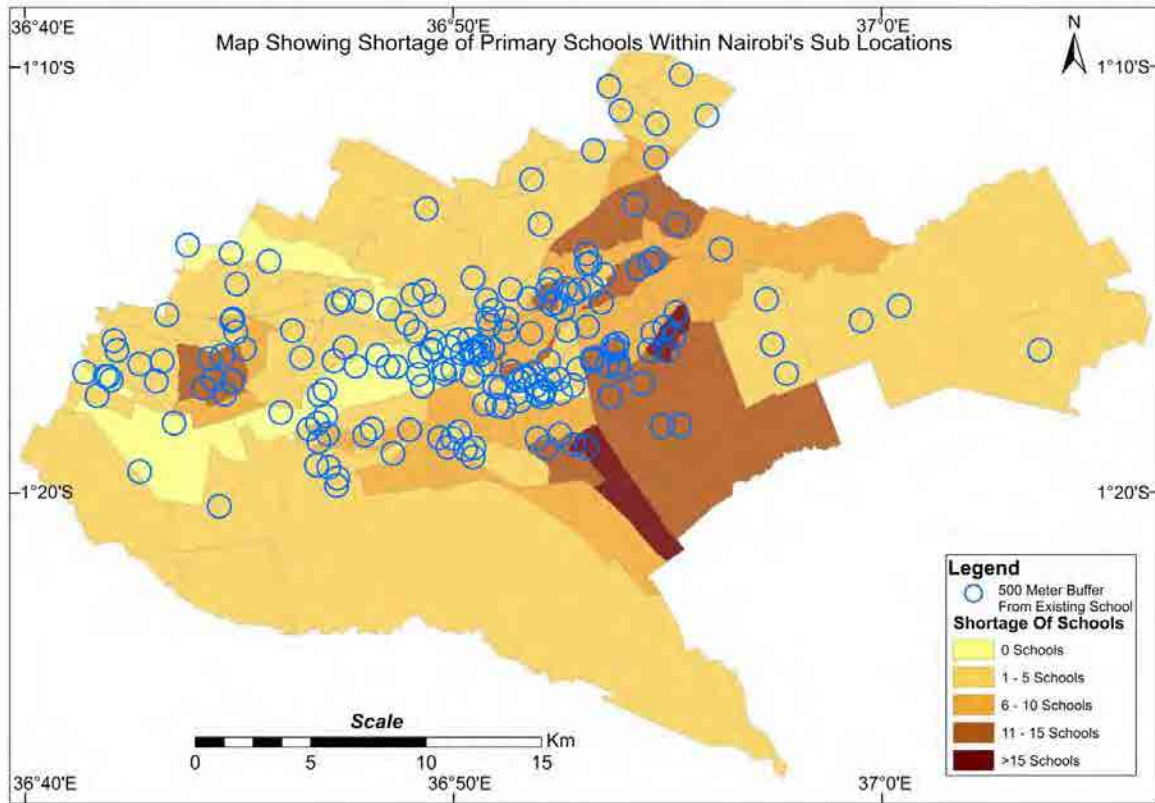 36°40'0"E 36°50'E 37°0'E
Map Showing Shortage of Primary Schools Within Nairobi's Sub Locations
N
1°10'S 1°10'S
1°20'S 1°20'S
Legend
500 Meter Buffer
From Existing School
Shortage Of Schools
0 Schools
1 - 5 Schools
6 - 10 Schools
11 - 15 Schools
>15 Schools
Scale
Km
0 5 10 15
36°40'E 36°50'E 37°0'E